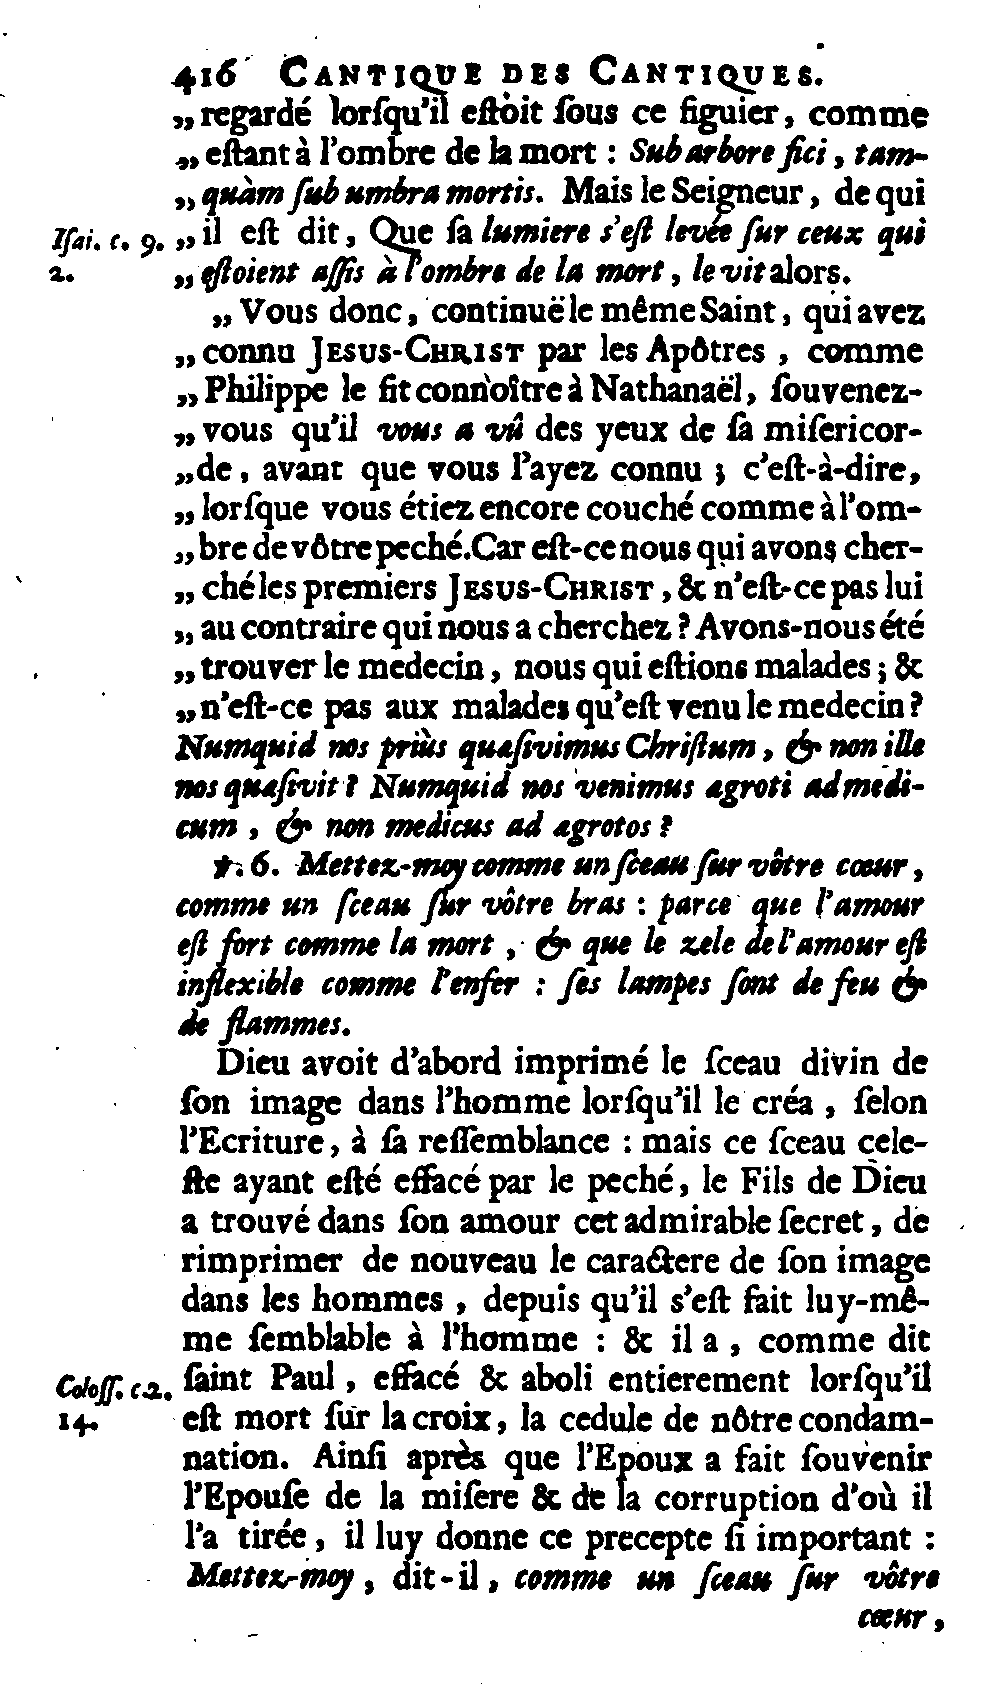 416 CANTIQUE DES CANTIQUES.
„ regardé lorſqu'il eſtoit ſous ce figuier, comme
„ eſtant à l'ombre de la mort : Sub arbore fici, tam-
„ quàm ſub umbra mortis. Mais le Seigneur, de qui
Iſai. c. 9. „ il eſt dit, Que ſa lumiere s'eſt levée ſur ceux qui
2. „ eſtoient aſſis à l'ombre de la mort, le vit alors.
„ Vous donc, continuë le même Saint, qui avez
„ connu JESUS-CHRIST par les Apôtres, comme
„ Philippe le fit connoître à Nathanaël, ſouvenez-
„ vous qu'il vous a vû des yeux de ſa miſericor-
„ de, avant que vous l'ayez connu ; c'eſt-à-dire,
„ lorſque vous étiez encore couché comme à l'om-
„ bre de vôtre peché. Car eſt-ce nous qui avons cher-
„ ché les premiers JESUS-CHRIST, & n'eſt-ce pas lui
„ au contraire qui nous a cherchez ? Avons-nous été
„ trouver le medecin, nous qui eſtions malades ; &
„ n'eſt-ce pas aux malades qu'eſt venu le medecin ?
Numquid nos priùs quæſivimus Chriſtum, & non ille
nos quæſivit ? Numquid nos venimus ægroti ad medi-
cum, & non medicus ad ægrotos ?
℣. 6. Mettez-moy comme un ſceau ſur vôtre cœur,
comme un ſceau ſur vôtre bras : parce que l'amour
eſt fort comme la mort, & que le zele de l'amour eſt
inflexible comme l'enfer : ſes lampes ſont de feu &
de flammes.
Dieu avoit d'abord imprimé le ſceau divin de
ſon image dans l'homme lorſqu'il le créa, ſelon
l'Ecriture, à ſa reſſemblance : mais ce ſceau cele-
ſte ayant eſté effacé par le peché, le Fils de Dieu
a trouvé dans ſon amour cet admirable ſecret, de
rimprimer de nouveau le caractere de ſon image
dans les hommes, depuis qu'il s'eſt fait luy-mê-
me ſemblable à l'homme : & il a, comme dit
Coloſſ. c. 2. ſaint Paul, effacé & aboli entierement lorſqu'il
14. eſt mort ſur la croix, la cedule de nôtre condam-
nation. Ainſi après que l'Epoux a fait ſouvenir
l'Epouſe de la miſere & de la corruption d'où il
l'a tirée, il luy donne ce precepte ſi important :
Mettez-moy, dit-il, comme un ſceau ſur vôtre
cœur,